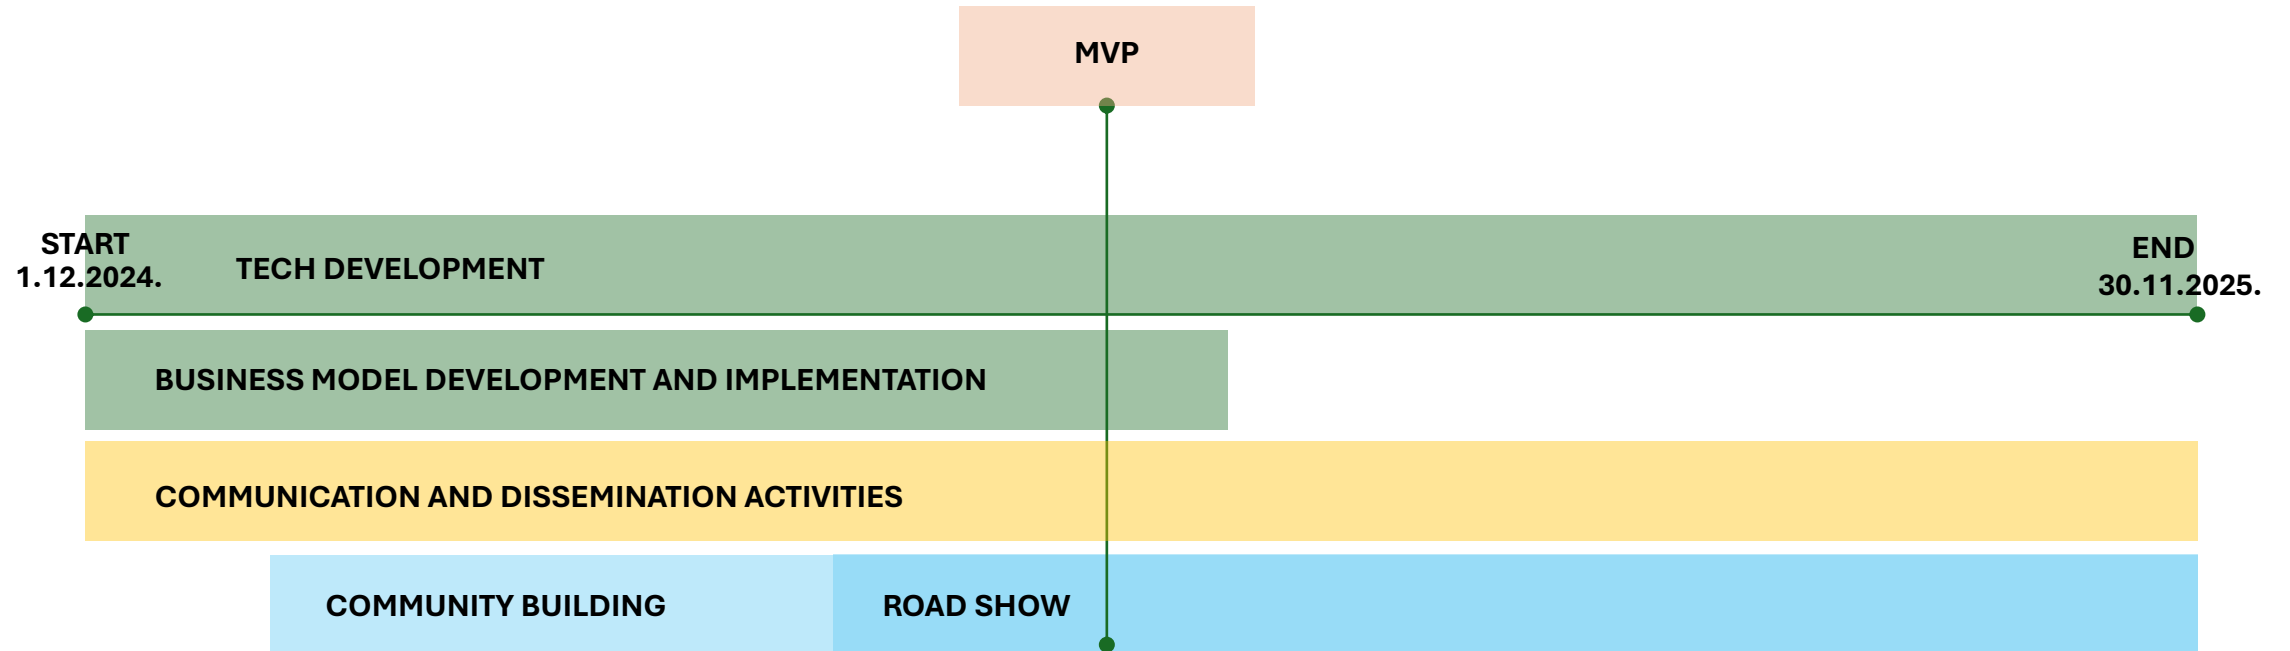 MVP
START
1.12.2024.
TECH DEVELOPMENT
END
30.11.2025.
BUSINESS MODEL DEVELOPMENT AND IMPLEMENTATION
COMMUNICATION AND DISSEMINATION ACTIVITIES
COMMUNITY BUILDING
ROAD SHOW